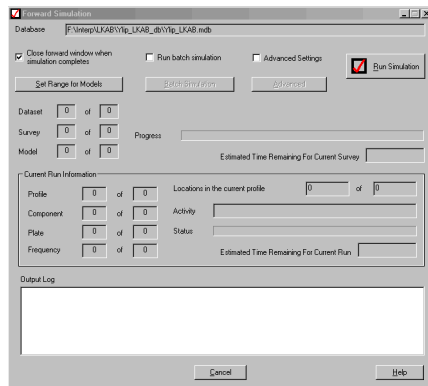 Forward Simulation
Database F:\Interp\LKAB\Ylip_LKAB_db\Ylip_LKAB.mdb
Close forward window when simulation completes
Run batch simulation
Advanced Settings
Run Simulation
Set Range for Models
Batch Simulation
Advanced
Dataset 0 of 0
Survey 0 of 0
Progress
Model 0 of 0
Estimated Time Remaining For Current Survey
Current Run Information
Profile 0 of 0
Locations in the current profile 0 of 0
Component 0 of 0
Activity
Plate 0 of 0
Status
Frequency 0 of 0
Estimated Time Remaining For Current Run
Output Log
Cancel
Help